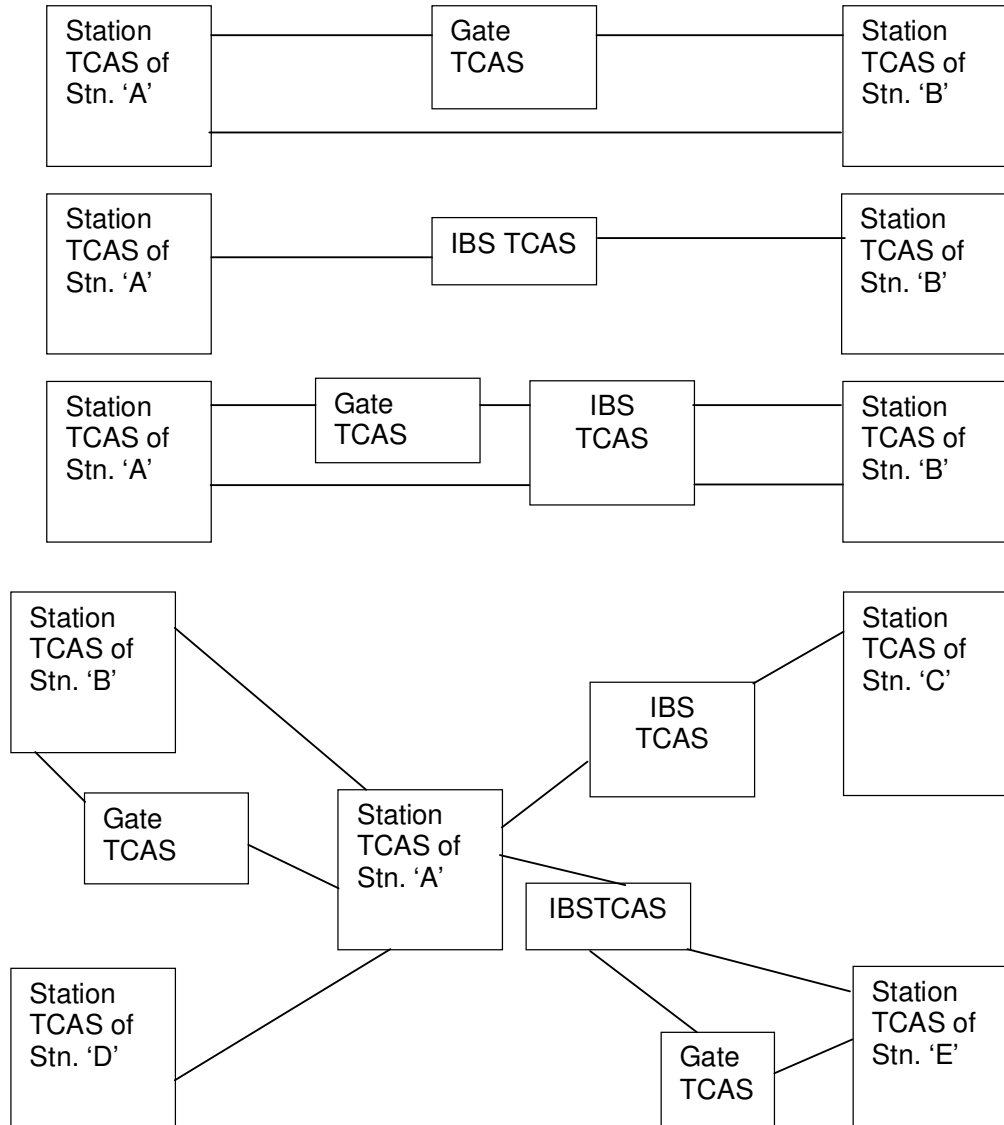 Station
TCAS of
Stn. ‘A’
Gate
TCAS
Station
TCAS of
Stn. ‘B’
Station
TCAS of
Stn. ‘A’
IBS TCAS
Station
TCAS of
Stn. ‘B’
Station
TCAS of
Stn. ‘A’
Gate
TCAS
IBS
TCAS
Station
TCAS of
Stn. ‘B’
Station
TCAS of
Stn. ‘B’
IBS
TCAS
Station
TCAS of
Stn. ‘C’
Gate
TCAS
Station
TCAS of
Stn. ‘A’
IBSTCAS
Station
TCAS of
Stn. ‘D’
Gate
TCAS
Station
TCAS of
Stn. ‘E’